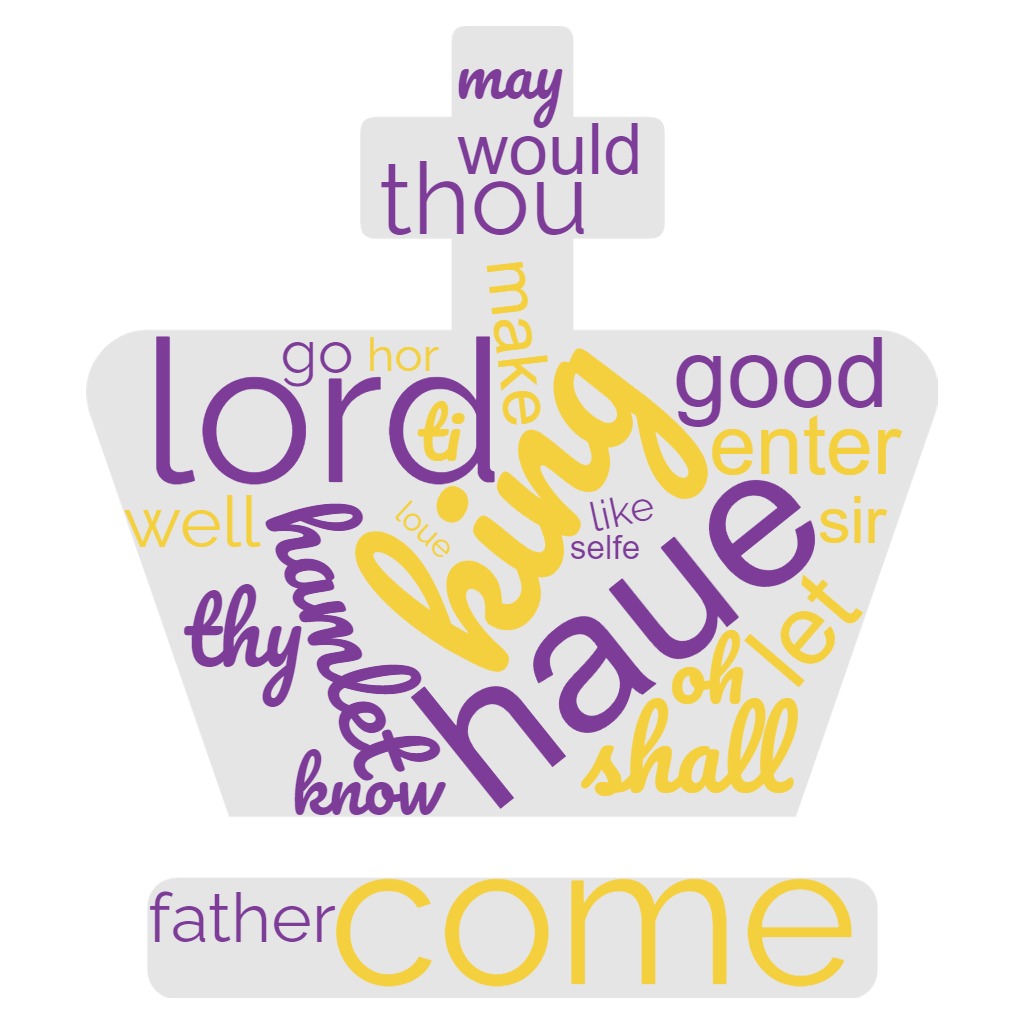 may
would
thou
make
go
hor
lord
ti
king
good
enter
well
hamlet
loue
like
selfe
haue
sir
thy
let
oh
shall
know
father
come